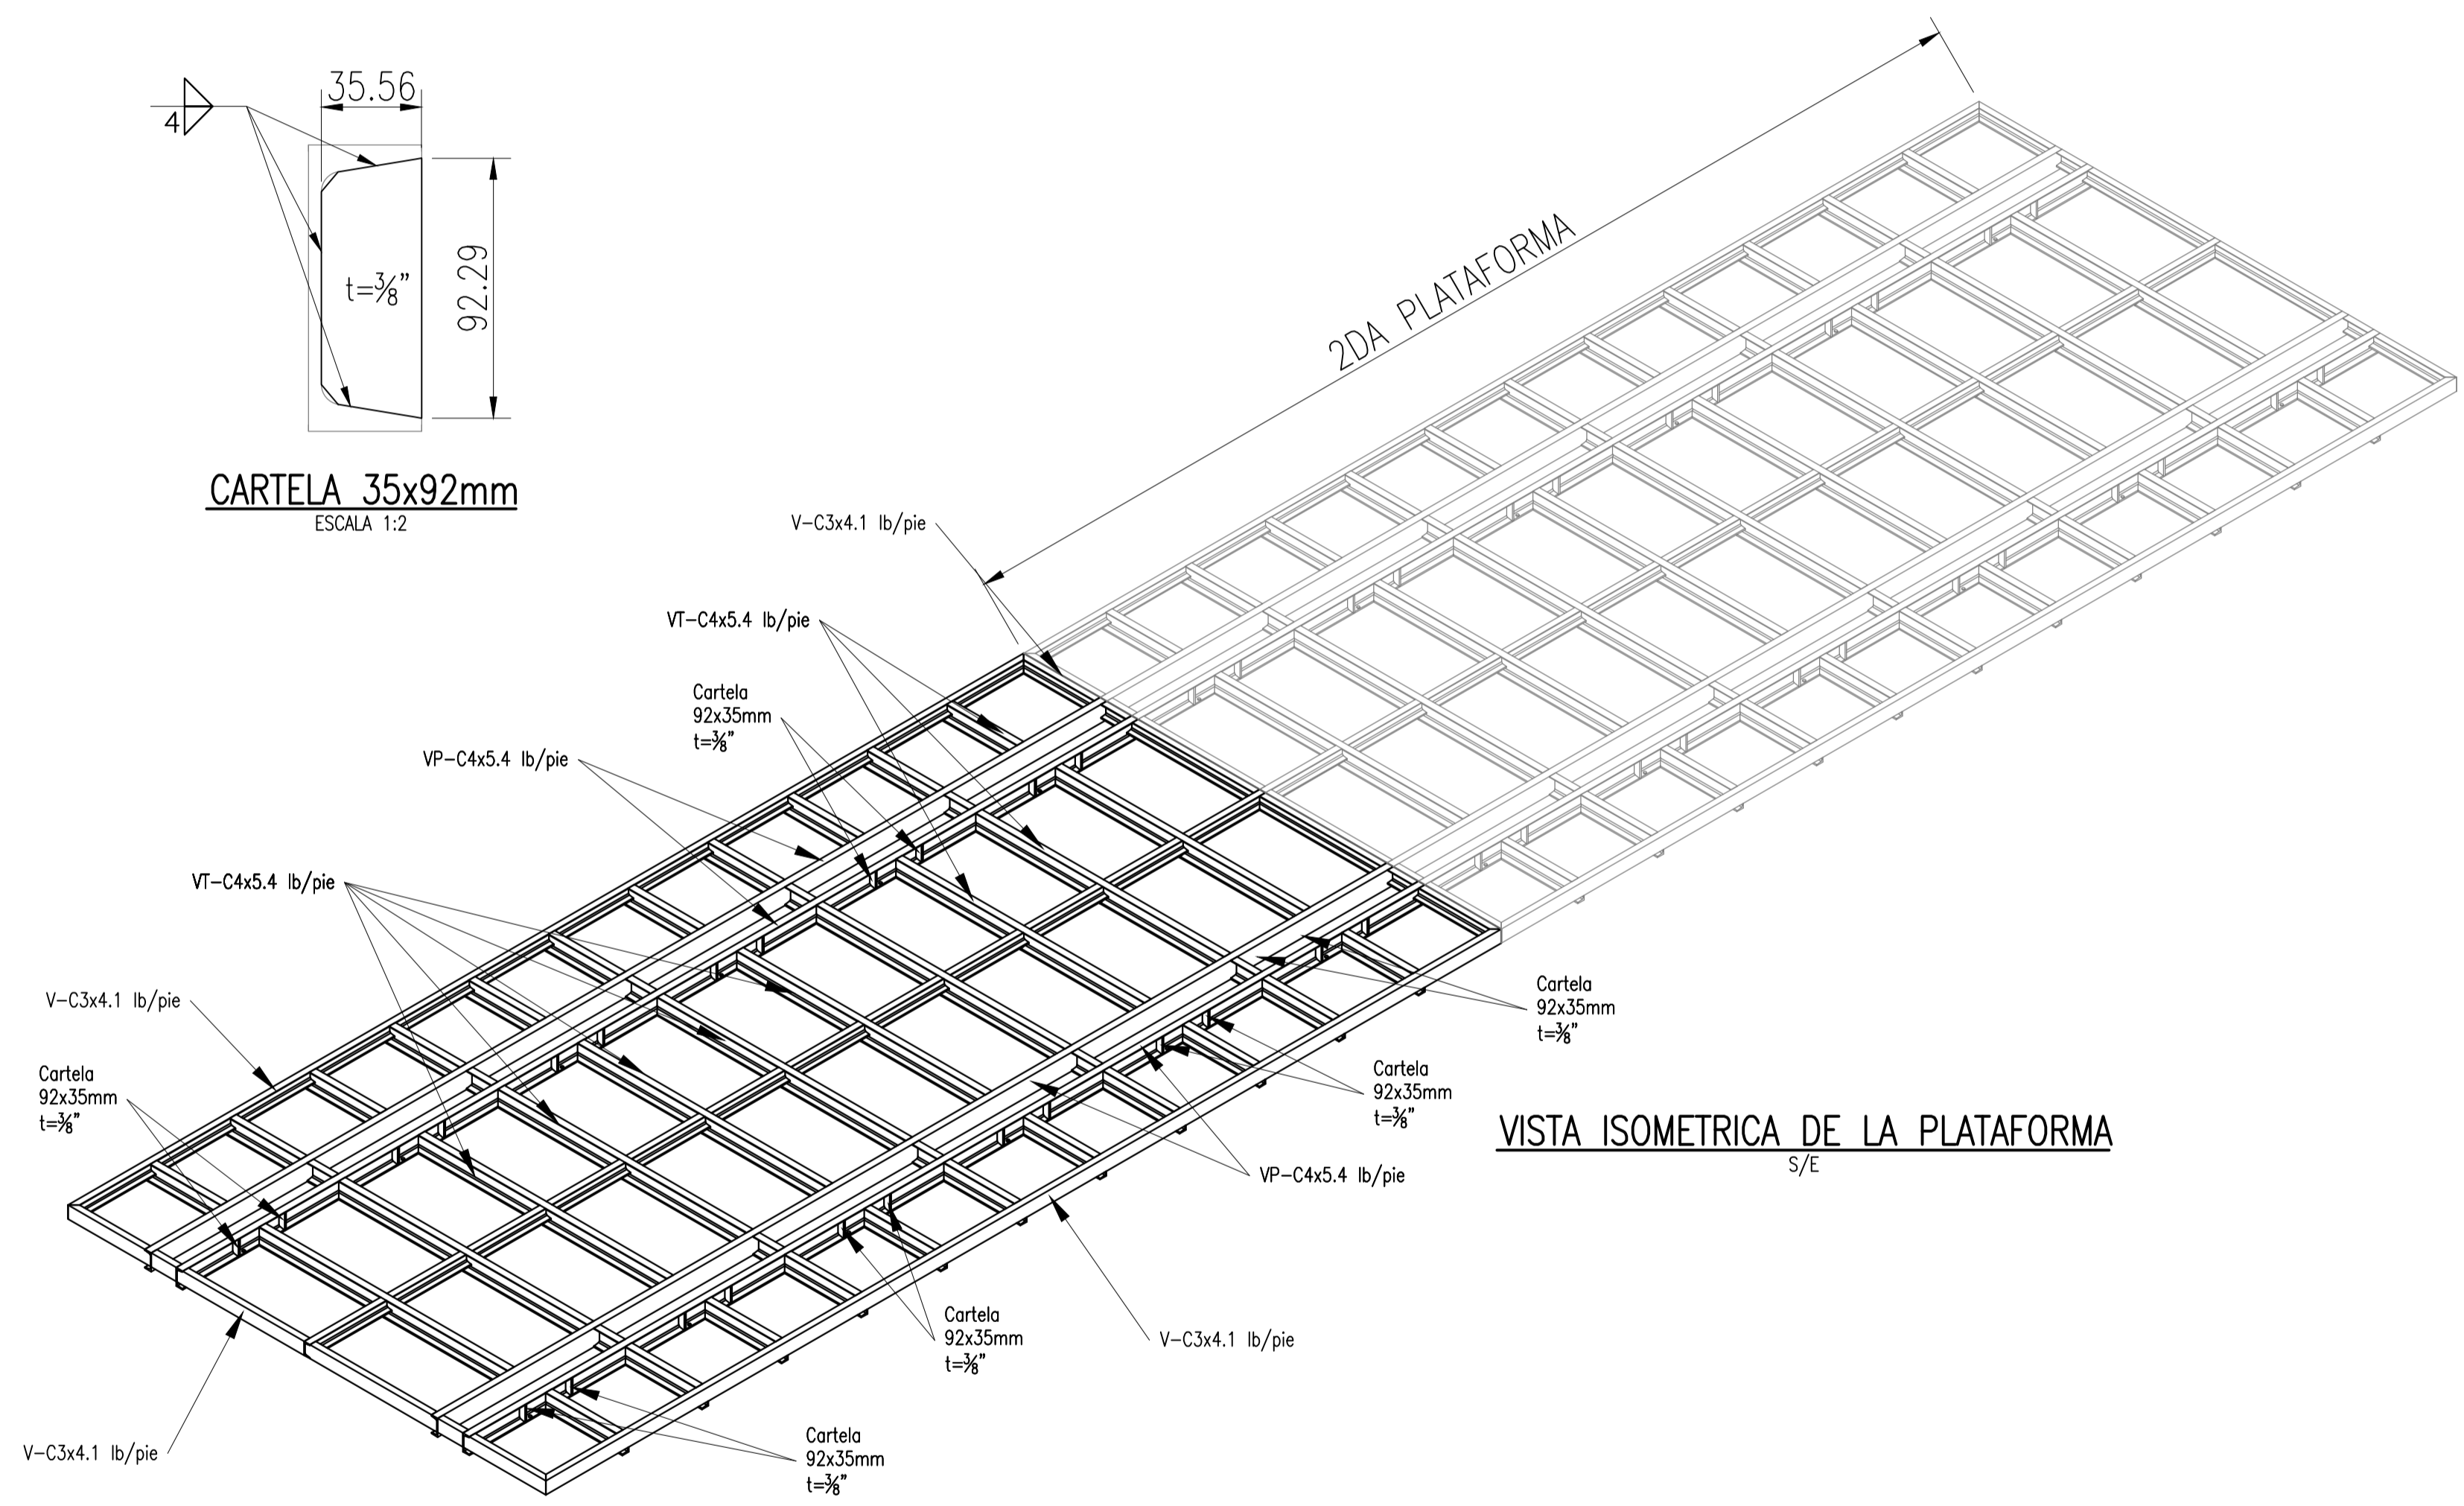 35.56
4
92.29
t=⅜"
CARTELA 35x92mm
ESCALA 1:2
2DA PLATAFORMA
V-C3x4.1 lb/pie
VT-C4x5.4 lb/pie
Cartela
92x35mm
t=⅜"
VP-C4x5.4 lb/pie
VT-C4x5.4 lb/pie
V-C3x4.1 lb/pie
Cartela
92x35mm
t=⅜"
Cartela
92x35mm
t=⅜"
Cartela
92x35mm
t=⅜"
VISTA ISOMETRICA DE LA PLATAFORMA
S/E
VP-C4x5.4 lb/pie
Cartela
92x35mm
t=⅜"
V-C3x4.1 lb/pie
V-C3x4.1 lb/pie
Cartela
92x35mm
t=⅜"